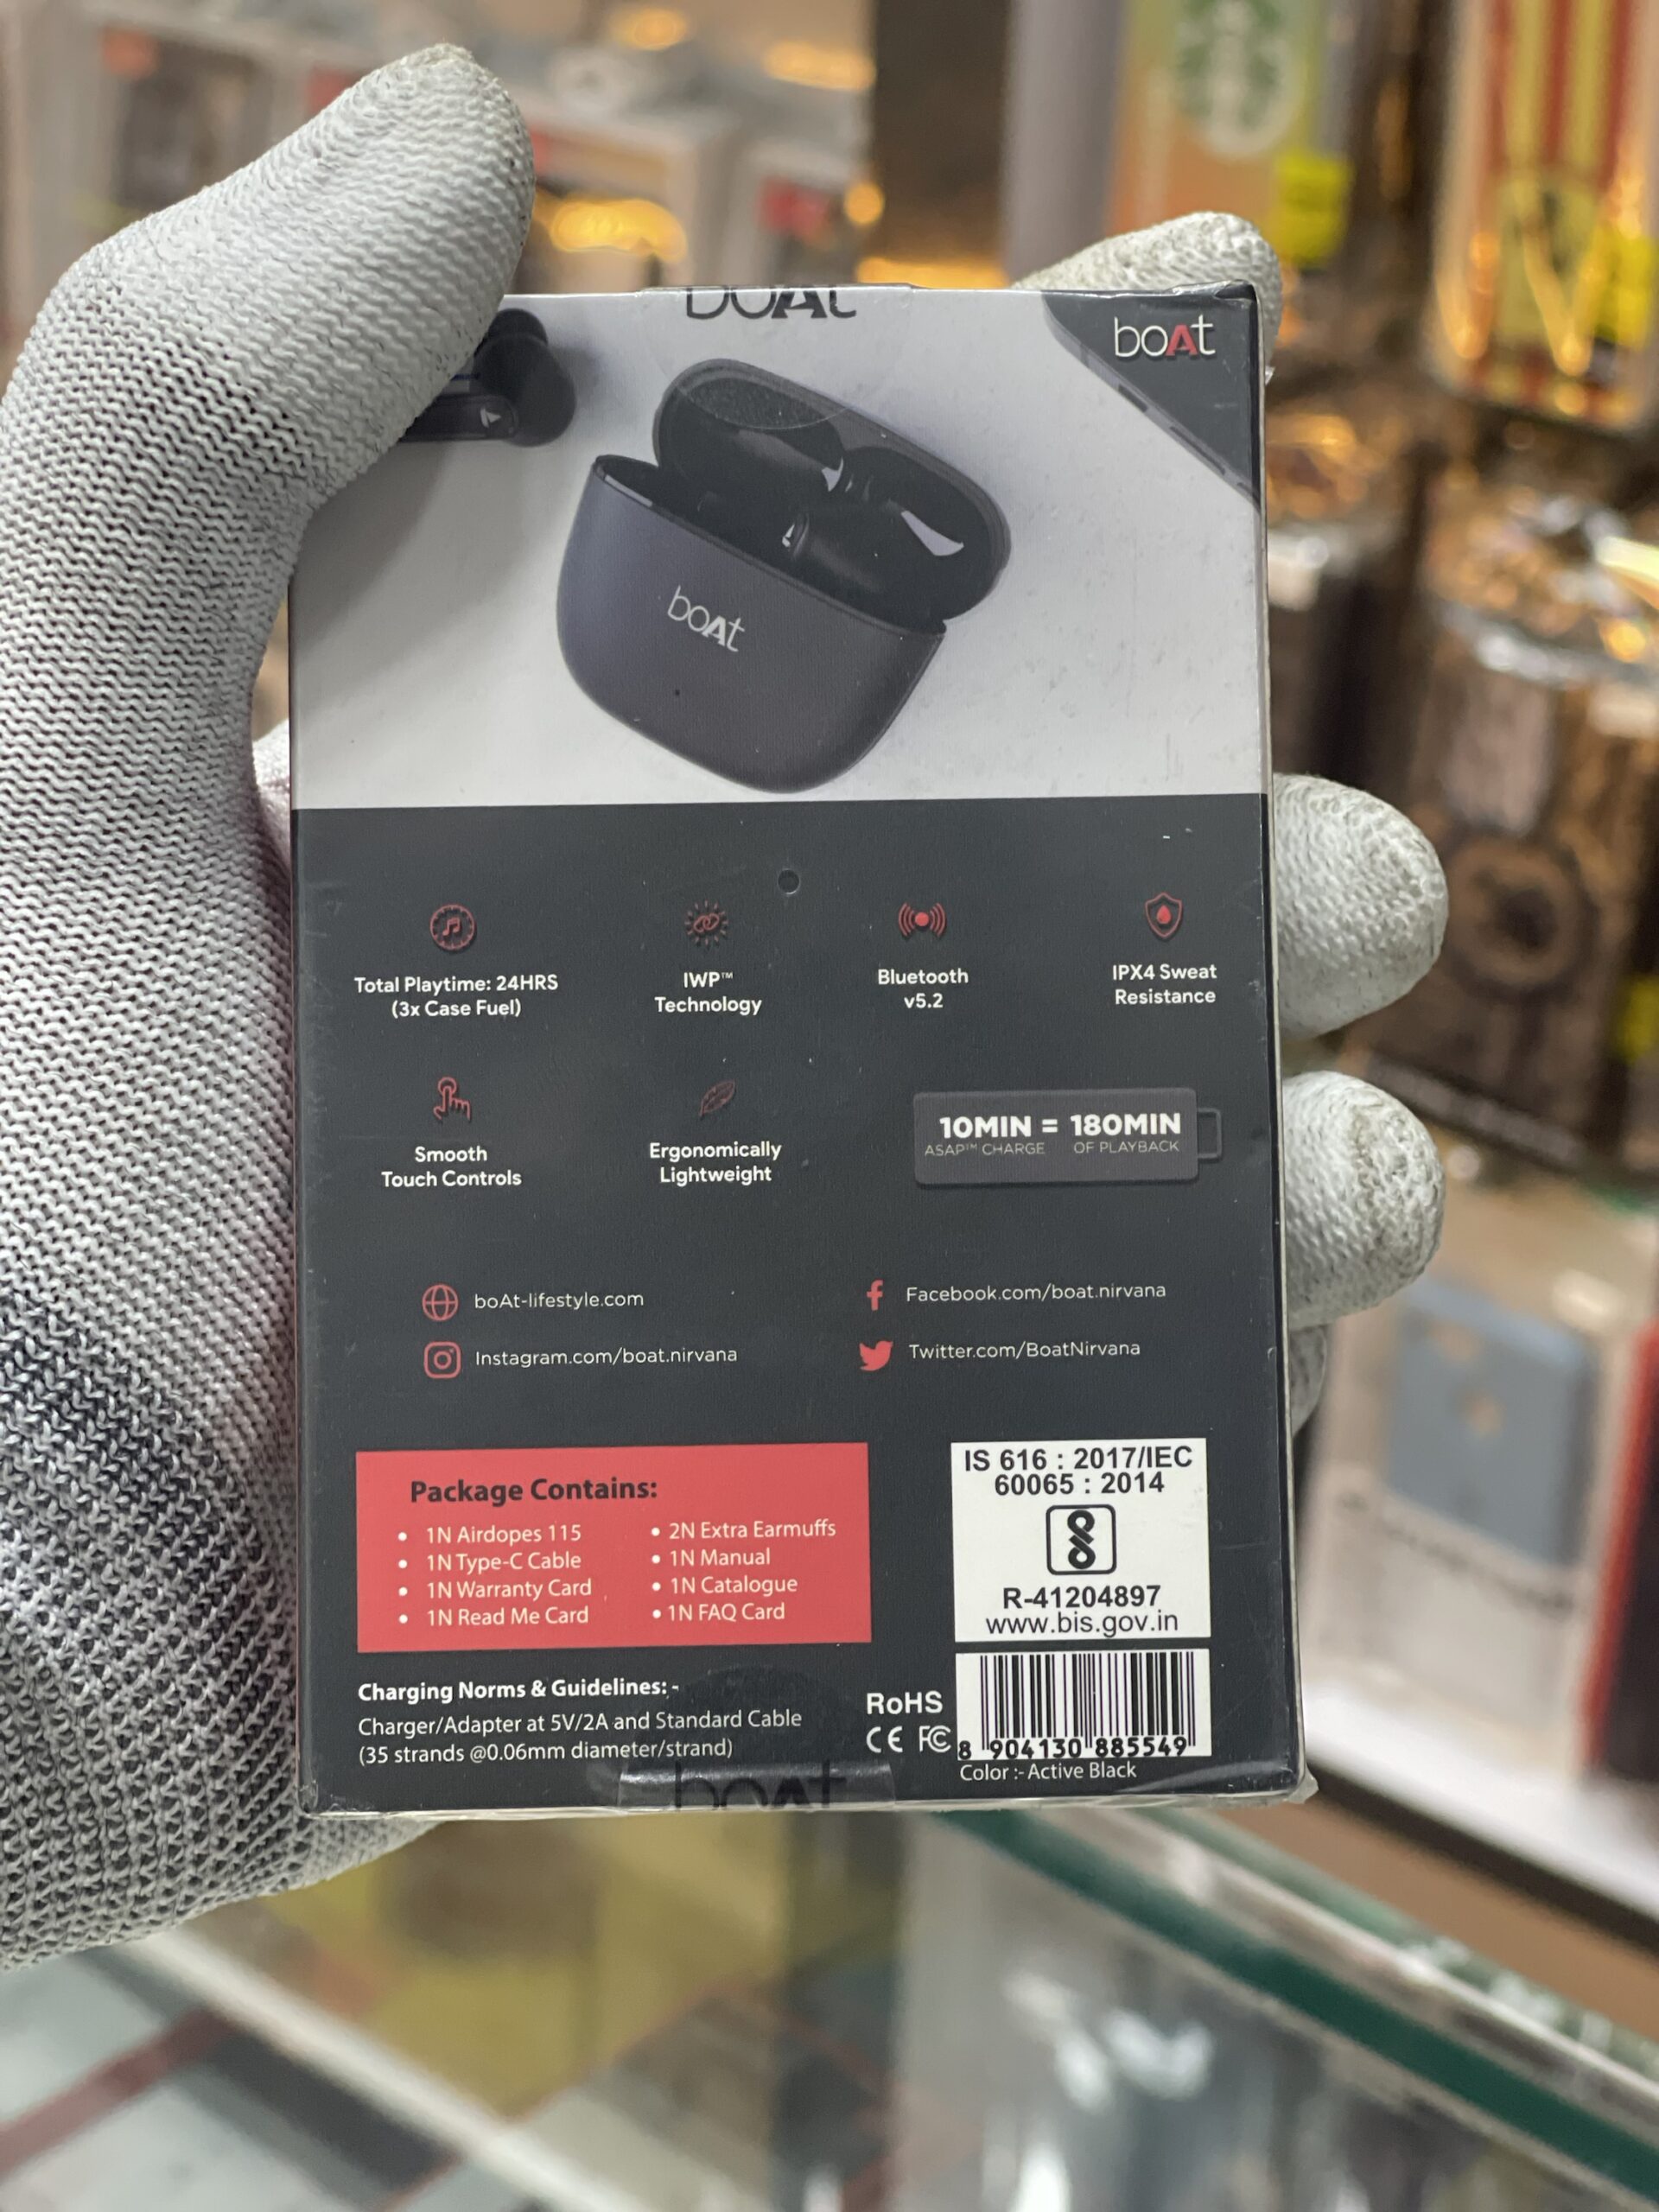 boAt
boAt
boAt
Total Playtime: 24HRS
(3x Case Fuel)
IWP™
Technology
Bluetooth
v5.2
IPX4 Sweat
Resistance
Smooth
Touch Controls
Ergonomically
Lightweight
10MIN = 180MIN
ASAP™ CHARGE OF PLAYBACK
boAt-lifestyle.com
Facebook.com/boat.nirvana
Instagram.com/boat.nirvana
Twitter.com/BoatNirvana
Package Contains:
• 1N Airdopes 115
• 1N Type-C Cable
• 1N Warranty Card
• 1N Read Me Card
• 2N Extra Earmuffs
• 1N Manual
• 1N Catalogue
• 1N FAQ Card
IS 616 : 2017/IEC
60065 : 2014
R-41204897
www.bis.gov.in
Charging Norms & Guidelines: -
Charger/Adapter at 5V/2A and Standard Cable
(35 strands @0.06mm diameter/strand)
RoHS
CE FC
8 904130 885549
Color :- Active Black
boAt